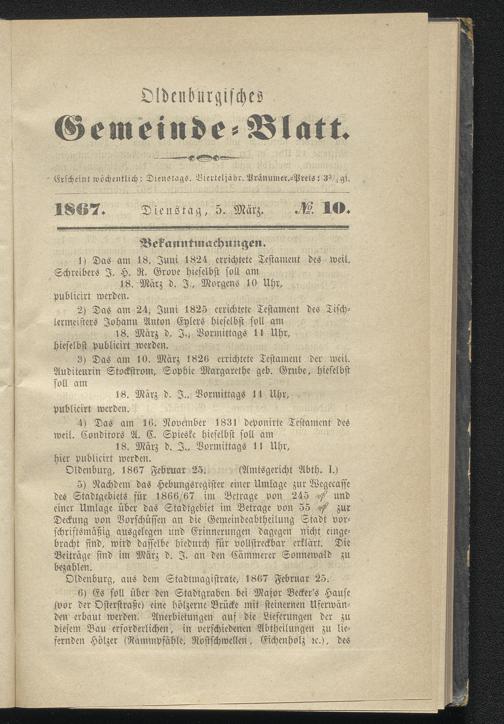 Oldenburgisches
Gemeinde-Blatt.
Erscheint wöchentlich: Dienstags. Vierteljähr. Pränumer.-Preis: 3¾ gr.
1867. Dienstag, 5. März. № 10.
Bekanntmachungen.
1) Das am 18. Juni 1824 errichtete Testament des weil.
Schreibers J. H. R. Grove hieselbst soll am
18. März d. J., Morgens 10 Uhr,
publicirt werden.
2) Das am 24. Juni 1825 errichtete Testament des Tisch-
lermeisters Johann Anton Eylers hieselbst soll am
18. März d. J., Vormittags 11 Uhr,
hieselbst publicirt werden.
3) Das am 10. März 1826 errichtete Testament der weil.
Auditeurin Stockstrom, Sophie Margarethe geb. Grube, hieselbst
soll am
18. März d. J., Vormittags 11 Uhr,
publicirt werden.
4) Das am 16. November 1831 deponirte Testament des
weil. Conditors A. C. Spieske hieselbst soll am
18. März d. J., Vormittags 11 Uhr,
hier publicirt werden.
Oldenburg, 1867 Februar 25. (Amtsgericht Abth. I.)
5) Nachdem das Hebungsregister einer Umlage zur Wegecasse
des Stadtgebiets für 1866/67 im Betrage von 245 ₰ und
einer Umlage über das Stadtgebiet im Betrage von 55 ₰ zur
Deckung von Vorschüssen an die Gemeindeabtheilung Stadt vor-
schriftsmäßig ausgelegen und Erinnerungen dagegen nicht einge-
bracht sind, wird dasselbe hiedurch für vollstreckbar erklärt. Die
Beiträge sind im März d. J. an den Cämmerer Sonnewald zu
bezahlen.
Oldenburg, aus dem Stadtmagistrate, 1867 Februar 25.
6) Es soll über den Stadtgraben bei Major Becker's Hause
(vor der Osterstraße) eine hölzerne Brücke mit steinernen Uferwän-
den erbaut werden. Anerbietungen auf die Lieferungen der zu
diesem Bau erforderlichen, in verschiedenen Abtheilungen zu lie-
fernden Hölzer (Rammpfähle, Rostschwellen, Eichenholz ꝛc.), des